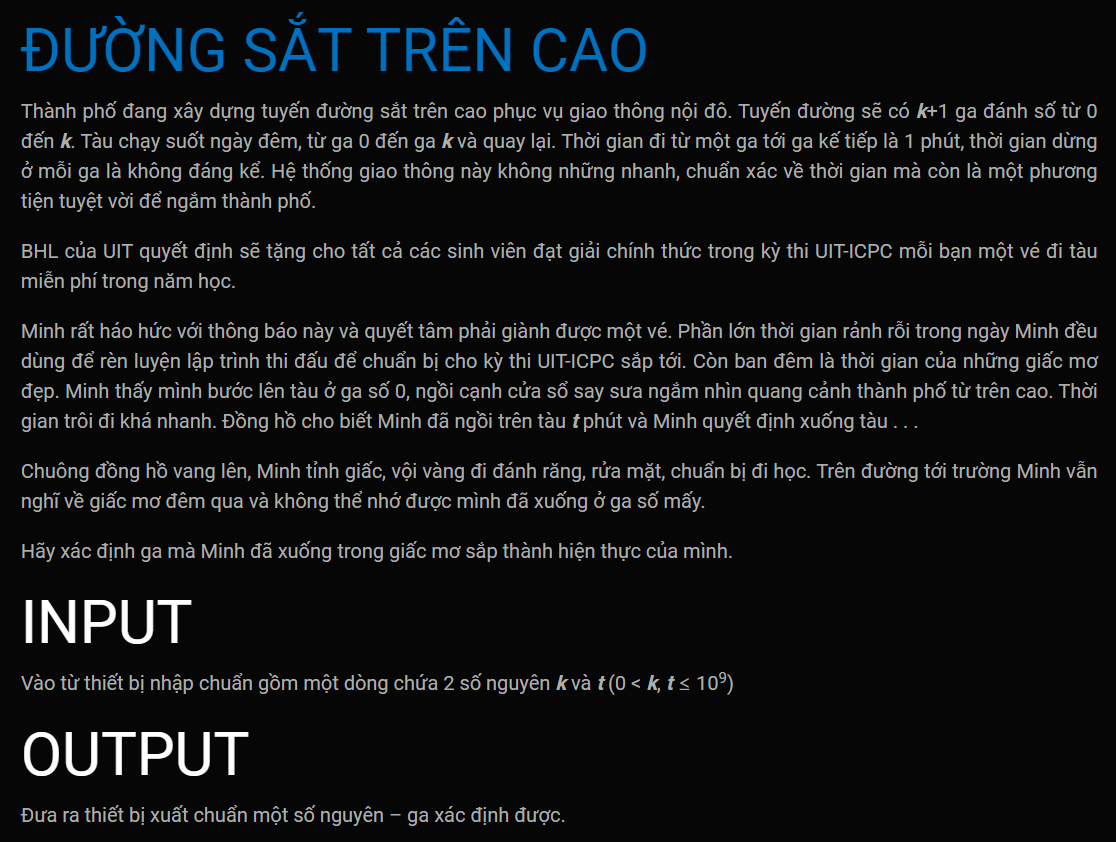 ĐƯỜNG SẮT TRÊN CAO
Thành phố đang xây dựng tuyến đường sắt trên cao phục vụ giao thông nội đô. Tuyến đường sẽ có k+1 ga đánh số từ 0
đến k. Tàu chạy suốt ngày đêm, từ ga 0 đến ga k và quay lại. Thời gian đi từ một ga tới ga kế tiếp là 1 phút, thời gian dừng
ở mỗi ga là không đáng kể. Hệ thống giao thông này không những nhanh, chuẩn xác về thời gian mà còn là một phương
tiện tuyệt vời để ngắm thành phố.
BHL của UIT quyết định sẽ tặng cho tất cả các sinh viên đạt giải chính thức trong kỳ thi UIT-ICPC mỗi bạn một vé đi tàu
miễn phí trong năm học.
Minh rất háo hức với thông báo này và quyết tâm phải giành được một vé. Phần lớn thời gian rảnh rỗi trong ngày Minh đều
dùng để rèn luyện lập trình thi đấu để chuẩn bị cho kỳ thi UIT-ICPC sắp tới. Còn ban đêm là thời gian của những giấc mơ
đẹp. Minh thấy mình bước lên tàu ở ga số 0, ngồi cạnh cửa sổ say sưa ngắm nhìn quang cảnh thành phố từ trên cao. Thời
gian trôi đi khá nhanh. Đồng hồ cho biết Minh đã ngồi trên tàu t phút và Minh quyết định xuống tàu . . .
Chuông đồng hồ vang lên, Minh tỉnh giấc, vội vàng đi đánh răng, rửa mặt, chuẩn bị đi học. Trên đường tới trường Minh vẫn
nghĩ về giấc mơ đêm qua và không thể nhớ được mình đã xuống ở ga số mấy.
Hãy xác định ga mà Minh đã xuống trong giấc mơ sắp thành hiện thực của mình.
INPUT
Vào từ thiết bị nhập chuẩn gồm một dòng chứa 2 số nguyên k và t (0 < k, t ≤ 10⁹)
OUTPUT
Đưa ra thiết bị xuất chuẩn một số nguyên – ga xác định được.